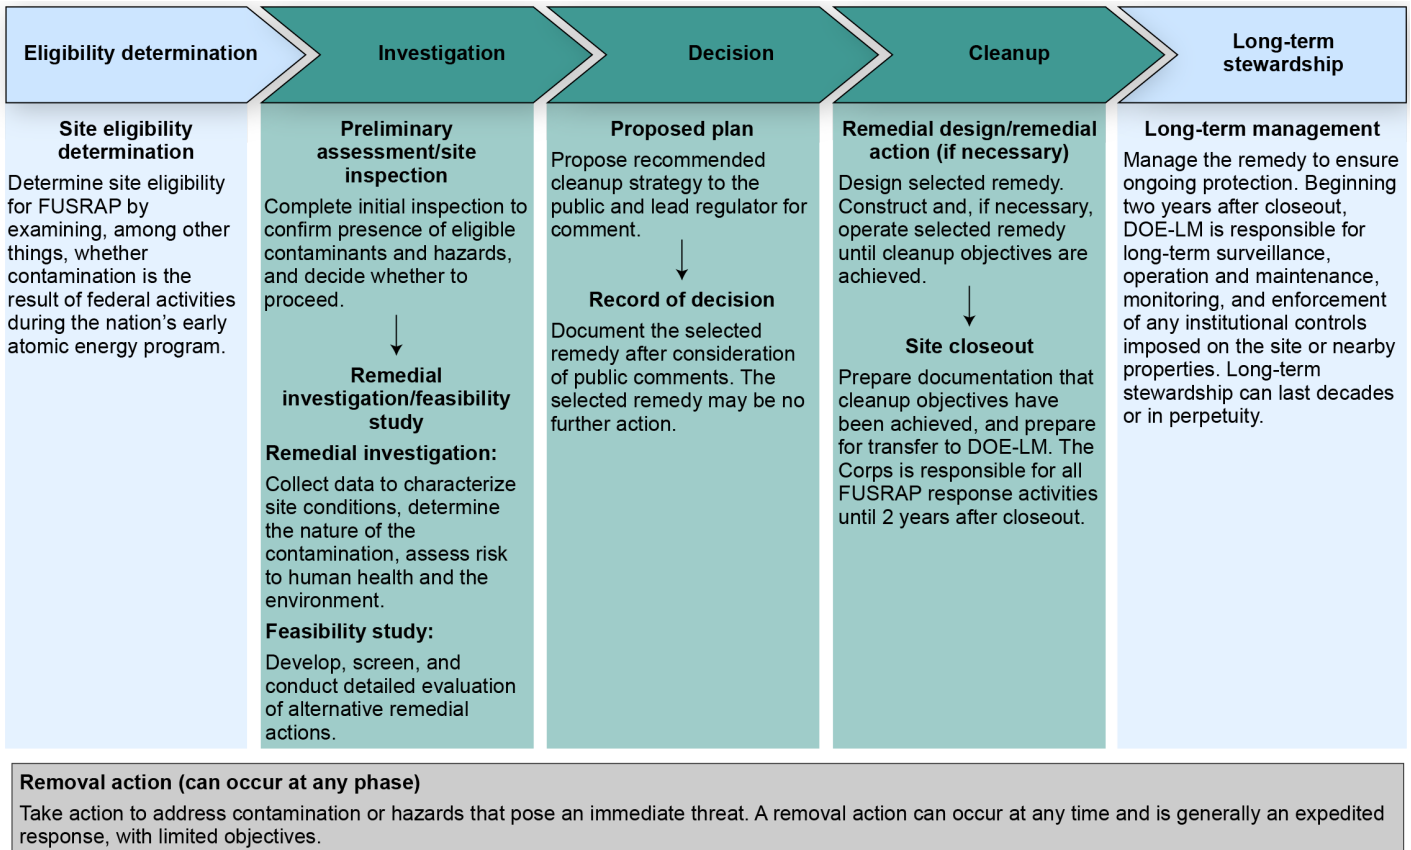 Eligibility determination
Investigation
Decision
Cleanup
Long-term
stewardship
Site eligibility
determination
Determine site eligibility
for FUSRAP by
examining, among other
things, whether
contamination is the
result of federal activities
during the nation’s early
atomic energy program.
Preliminary
assessment/site
inspection
Complete initial inspection to
confirm presence of eligible
contaminants and hazards,
and decide whether to
proceed.
Remedial
investigation/feasibility
study
Remedial investigation:
Collect data to characterize
site conditions, determine
the nature of the
contamination, assess risk
to human health and the
environment.
Feasibility study:
Develop, screen, and
conduct detailed evaluation
of alternative remedial
actions.
Proposed plan
Propose recommended
cleanup strategy to the
public and lead regulator for
comment.
Record of decision
Document the selected
remedy after consideration
of public comments. The
selected remedy may be no
further action.
Remedial design/remedial
action (if necessary)
Design selected remedy.
Construct and, if necessary,
operate selected remedy
until cleanup objectives are
achieved.
Site closeout
Prepare documentation that
cleanup objectives have
been achieved, and prepare
for transfer to DOE-LM. The
Corps is responsible for all
FUSRAP response activities
until 2 years after closeout.
Long-term management
Manage the remedy to ensure
ongoing protection. Beginning
two years after closeout,
DOE-LM is responsible for
long-term surveillance,
operation and maintenance,
monitoring, and enforcement
of any institutional controls
imposed on the site or nearby
properties. Long-term
stewardship can last decades
or in perpetuity.
Removal action (can occur at any phase)
Take action to address contamination or hazards that pose an immediate threat. A removal action can occur at any time and is generally an expedited
response, with limited objectives.